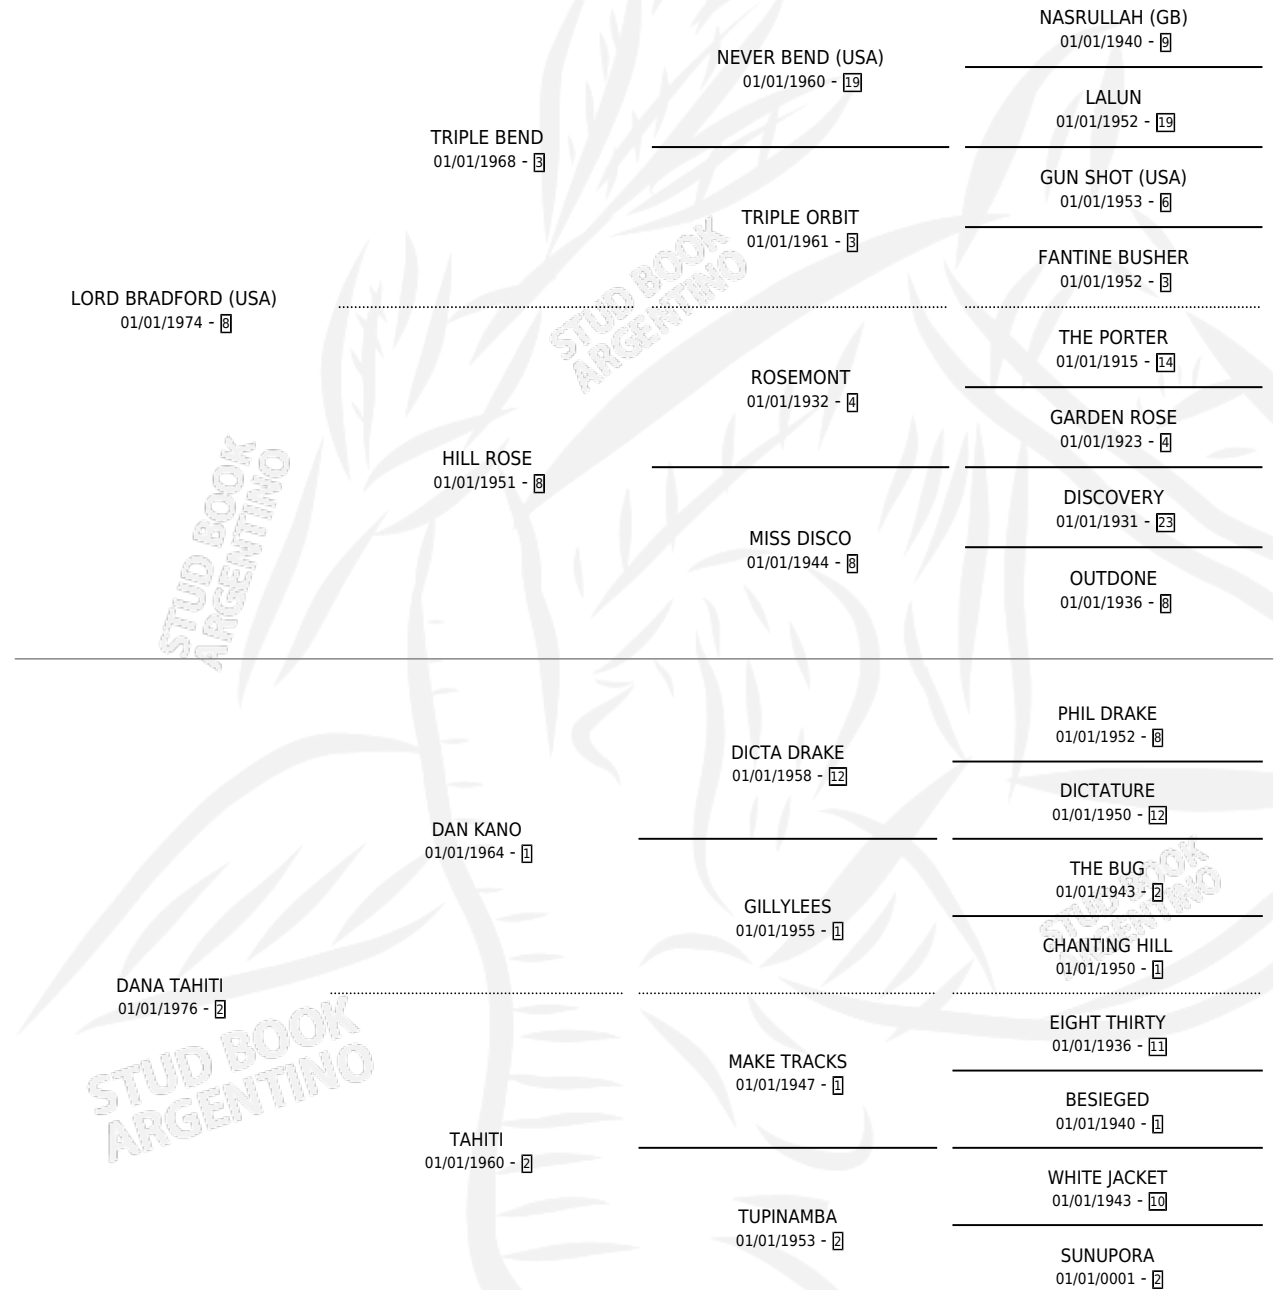 NASRULLAH (GB)
01/01/1940 - 9
NEVER BEND (USA)
01/01/1960 - 19
LALUN
01/01/1952 - 19
TRIPLE BEND
01/01/1968 - 3
GUN SHOT (USA)
01/01/1953 - 6
TRIPLE ORBIT
01/01/1961 - 3
FANTINE BUSHER
01/01/1952 - 3
LORD BRADFORD (USA)
01/01/1974 - 8
THE PORTER
01/01/1915 - 14
ROSEMONT
01/01/1932 - 4
GARDEN ROSE
01/01/1923 - 4
HILL ROSE
01/01/1951 - 8
DISCOVERY
01/01/1931 - 23
MISS DISCO
01/01/1944 - 8
OUTDONE
01/01/1936 - 8
PHIL DRAKE
01/01/1952 - 8
DICTA DRAKE
01/01/1958 - 12
DICTATURE
01/01/1950 - 12
DAN KANO
01/01/1964 - 1
THE BUG
01/01/1943 - 2
GILLYLEES
01/01/1955 - 1
CHANTING HILL
01/01/1950 - 1
DANA TAHITI
01/01/1976 - 2
EIGHT THIRTY
01/01/1936 - 11
MAKE TRACKS
01/01/1947 - 1
BESIEGED
01/01/1940 - 1
TAHITI
01/01/1960 - 2
WHITE JACKET
01/01/1943 - 10
TUPINAMBA
01/01/1953 - 2
SUNUPORA
01/01/0001 - 2
STUD BOOK
ARGENTINO
STUD BOOK
ARGENTINO
STUD BOOK
ARGENTINO
STUD BOOK
ARGENTINO